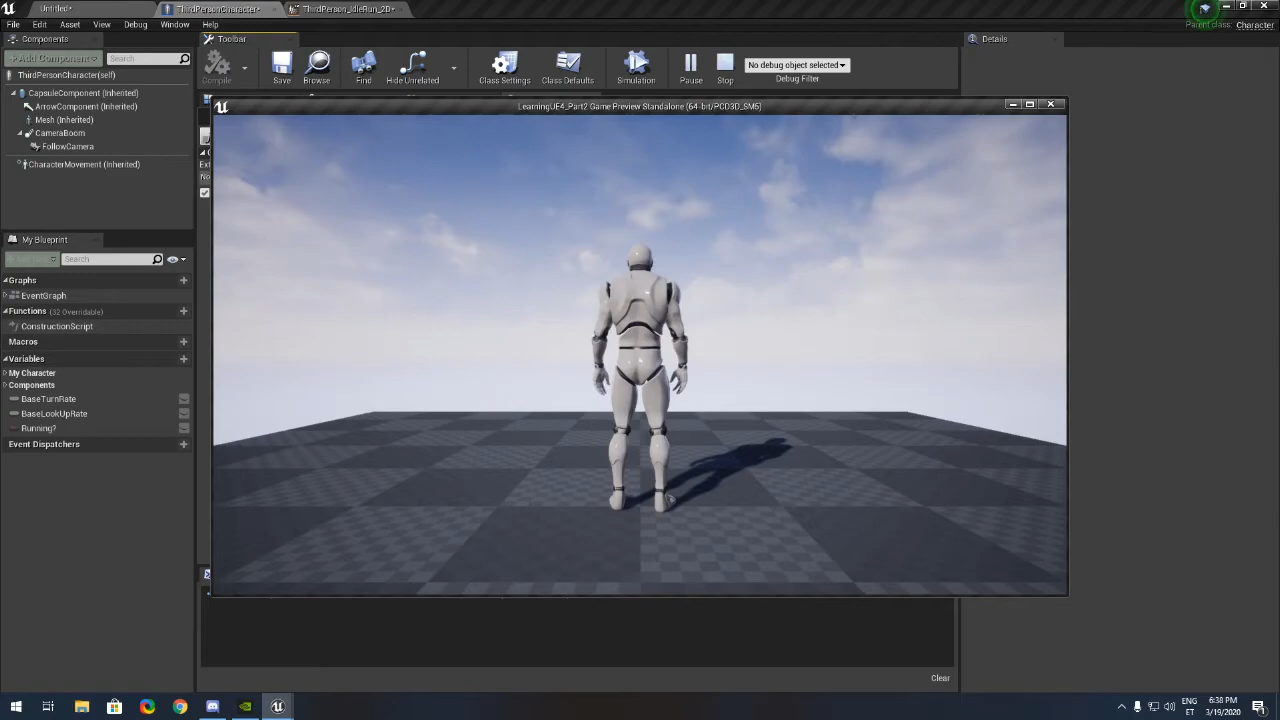 Untitled*
ThirdPersonCharacter*
ThirdPerson_IdleRun_2D*
File
Edit
Asset
View
Debug
Window
Help
Parent class: Character
Components
Toolbar
Details
+ Add Component
Search
Compile
Save
Browse
Find
Hide Unrelated
Class Settings
Class Defaults
Simulation
Pause
Stop
No debug object selected
Debug Filter
ThirdPersonCharacter(self)
CapsuleComponent (Inherited)
ArrowComponent (Inherited)
Mesh (Inherited)
CameraBoom
FollowCamera
CharacterMovement (Inherited)
LearningUE4_Part2 Game Preview Standalone (64-bit/PCD3D_SM5)
My Blueprint
Search
Graphs
EventGraph
Functions (32 Overridable)
ConstructionScript
Macros
Variables
My Character
Components
BaseTurnRate
BaseLookUpRate
Running?
Event Dispatchers
Clear
ENG
ET
6:38 PM
3/19/2020